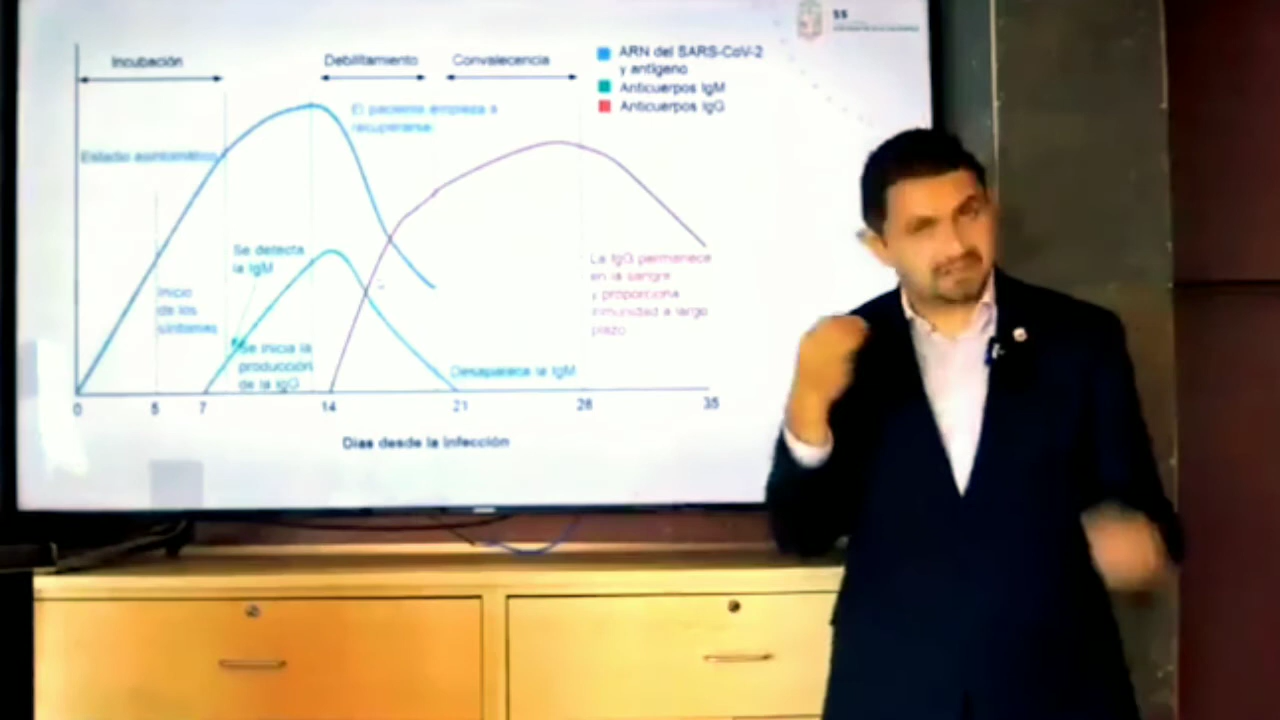 SS
Incubación
Debilitamiento
Convalecencia
ARN del SARS-CoV-2
y antígeno
Anticuerpos IgM
Anticuerpos IgG
El paciente empieza a
recuperarse
Estadio asintomático
Se detecta
la IgM
Inicio
de los
síntomas
Se inicia la
producción
de la IgG
La IgG permanece
en la sangre
y proporciona
inmunidad a largo
plazo
Desaparece la IgM
0 5 7 14 21 28 35
Días desde la infección